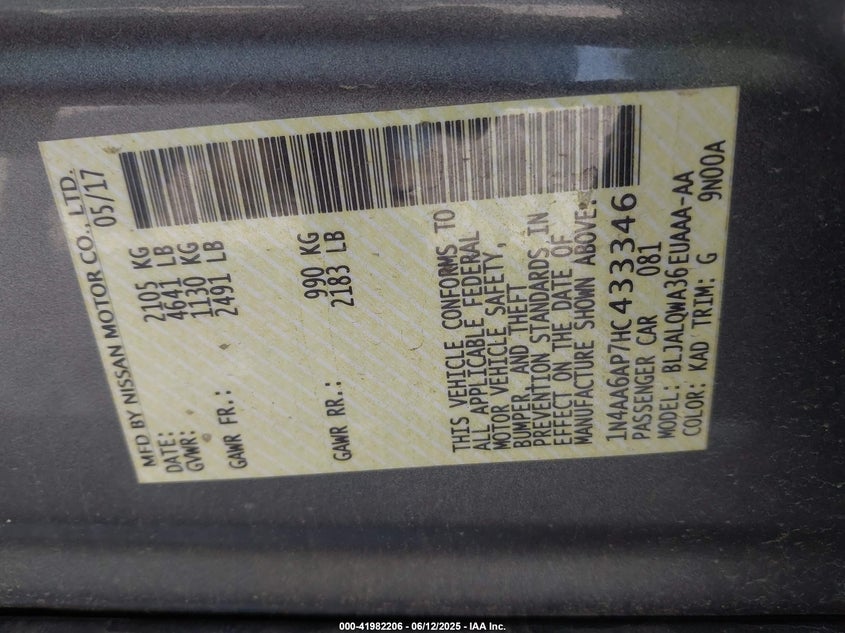 MFD BY NISSAN MOTOR CO., LTD.
DATE: 05/17
GVWR: 2105 KG
4641 LB
GAWR FR.: 1130 KG
2491 LB
GAWR RR.: 990 KG
2183 LB
THIS VEHICLE CONFORMS TO
ALL APPLICABLE FEDERAL
MOTOR VEHICLE SAFETY,
BUMPER, AND THEFT
PREVENTION STANDARDS IN
EFFECT ON THE DATE OF
MANUFACTURE SHOWN ABOVE.
1N4AA6AP7HC433346
PASSENGER CAR 081
MODEL: BLJALQWA36EUAAA-AA
COLOR: KAD TRIM: G 9N00A
000-41982206 - 06/12/2025 - IAA Inc.